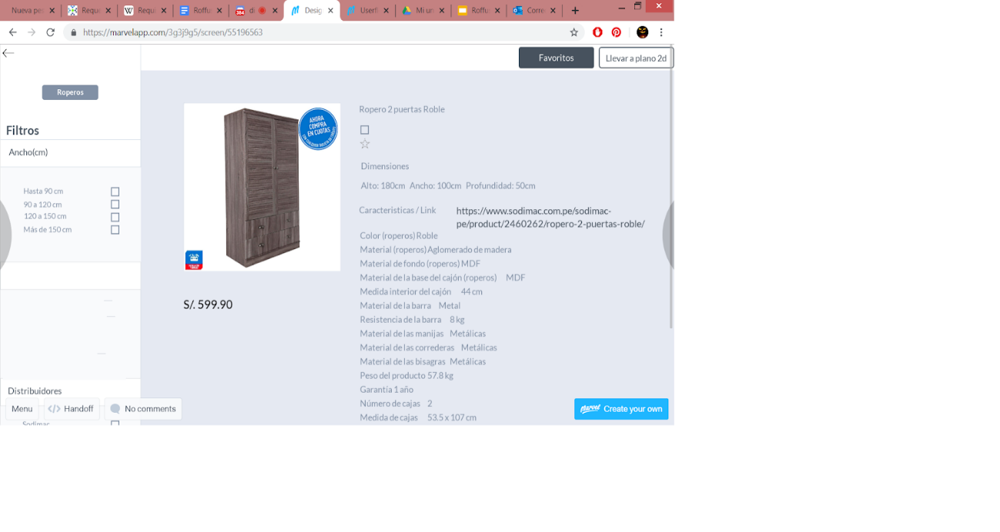 Nueva pe
Reque
Requi
Roffus
di
Desig
Userfl
Mi un
Roffu
Corre
https://marvelapp.com/3g3j9g5/screen/55196563
Favoritos
Llevar a plano 2d
Roperos
Filtros
Ancho(cm)
Hasta 90 cm
90 a 120 cm
120 a 150 cm
Más de 150 cm
Distribuidores
Sodimac
AHORA
COMPRA
EN CUOTAS
S/. 599.90
Ropero 2 puertas Roble
Dimensiones
Alto: 180cm Ancho: 100cm Profundidad: 50cm
Caracteristicas / Link
https://www.sodimac.com.pe/sodimac-
pe/product/2460262/ropero-2-puertas-roble/
Color (roperos) Roble
Material (roperos) Aglomerado de madera
Material de fondo (roperos) MDF
Material de la base del cajón (roperos) MDF
Medida interior del cajón 44 cm
Material de la barra Metal
Resistencia de la barra 8 kg
Material de las manijas Metálicas
Material de las correderas Metálicas
Material de las bisagras Metálicas
Peso del producto 57.8 kg
Garantía 1 año
Número de cajas 2
Medida de cajas 53.5 x 107 cm
Menu
</> Handoff
No comments
Marvel Create your own